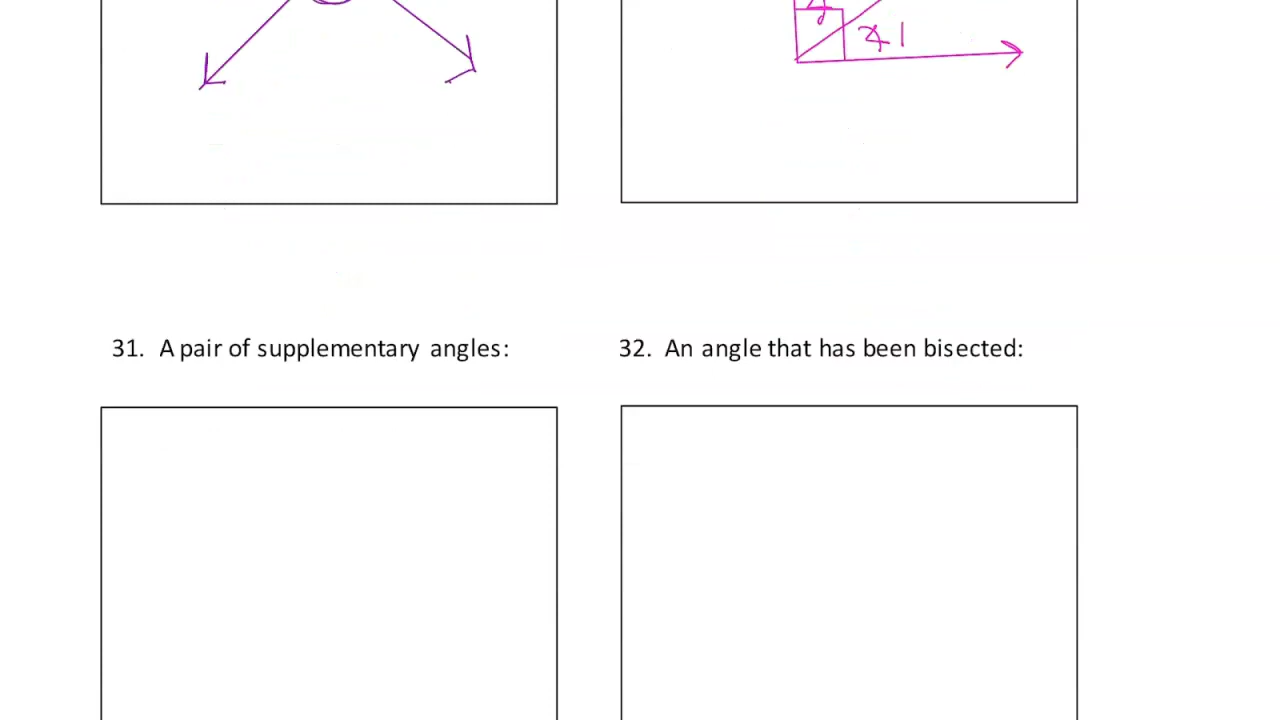 ∡1
31. A pair of supplementary angles:
32. An angle that has been bisected: